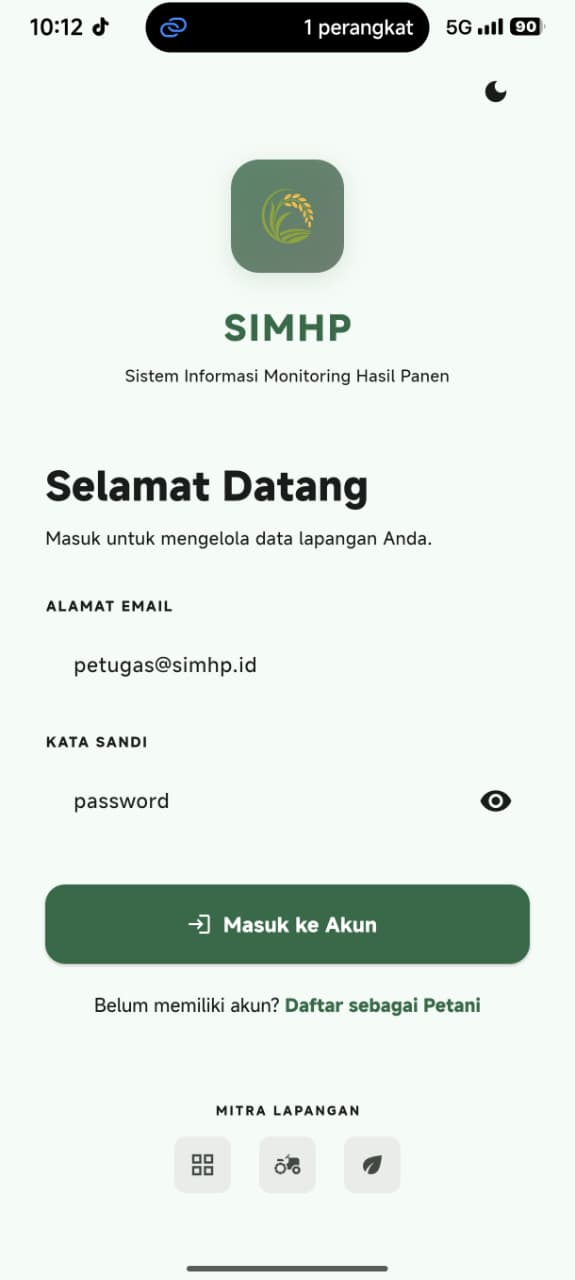 10:12
1 perangkat
5G
90
SIMHP
Sistem Informasi Monitoring Hasil Panen
Selamat Datang
Masuk untuk mengelola data lapangan Anda.
ALAMAT EMAIL
petugas@simhp.id
KATA SANDI
password
Masuk ke Akun
Belum memiliki akun? Daftar sebagai Petani
MITRA LAPANGAN